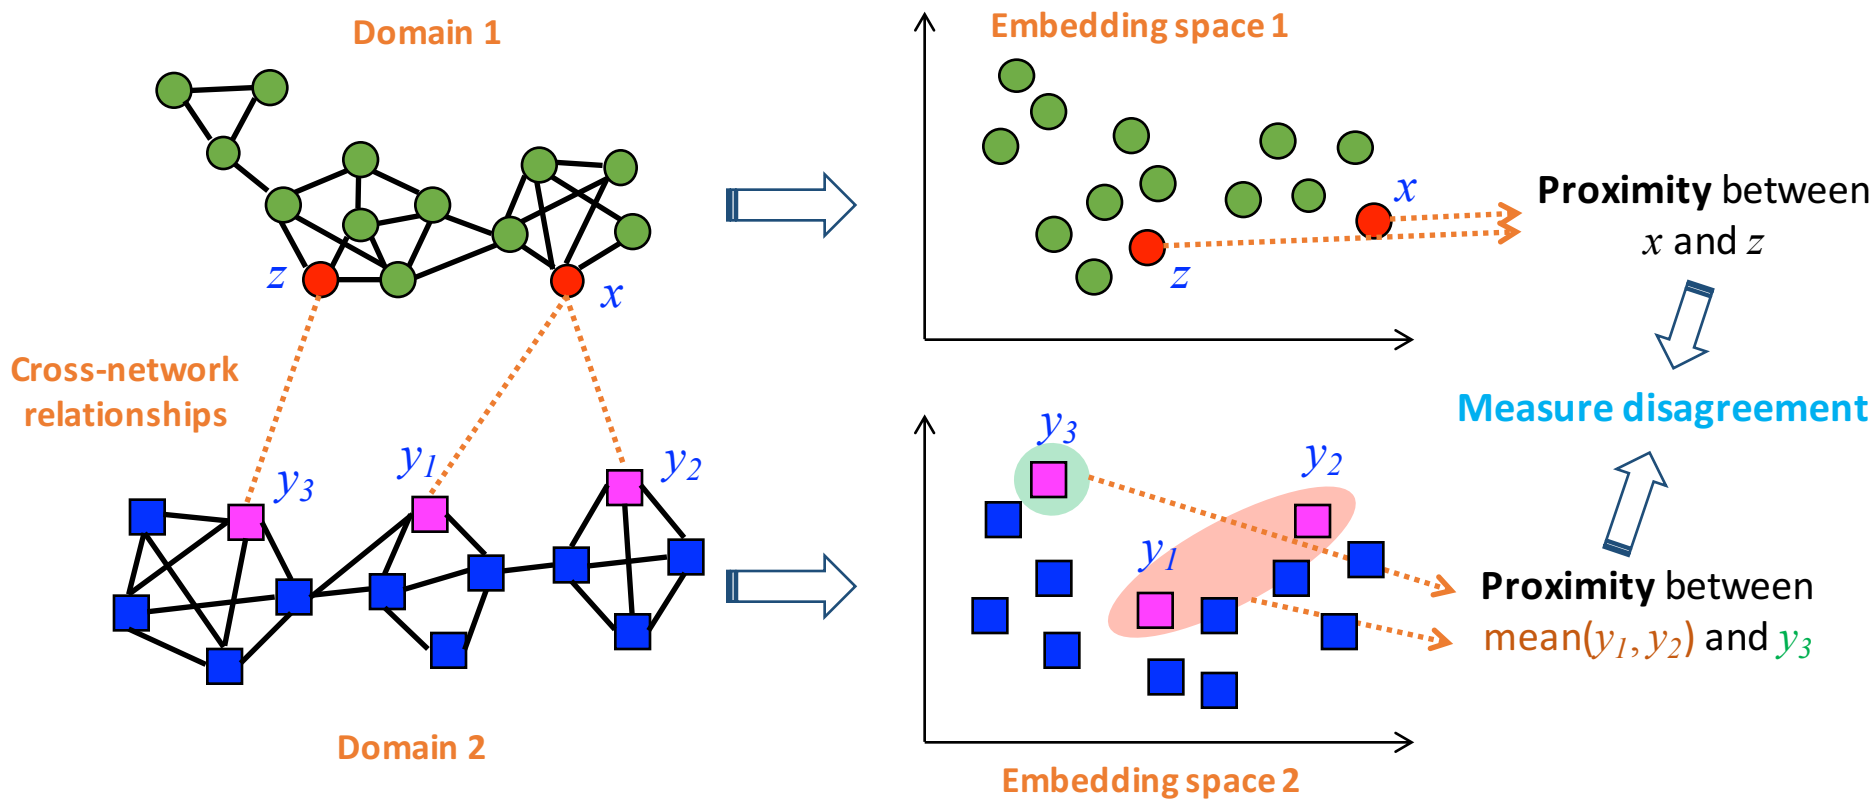 Domain 1
z
x
Cross-network
relationships
y3
y1
y2
Domain 2
Embedding space 1
x
z
Proximity between
x and z
Measure disagreement
y3
y2
y1
Proximity between
mean(y1, y2) and y3
Embedding space 2